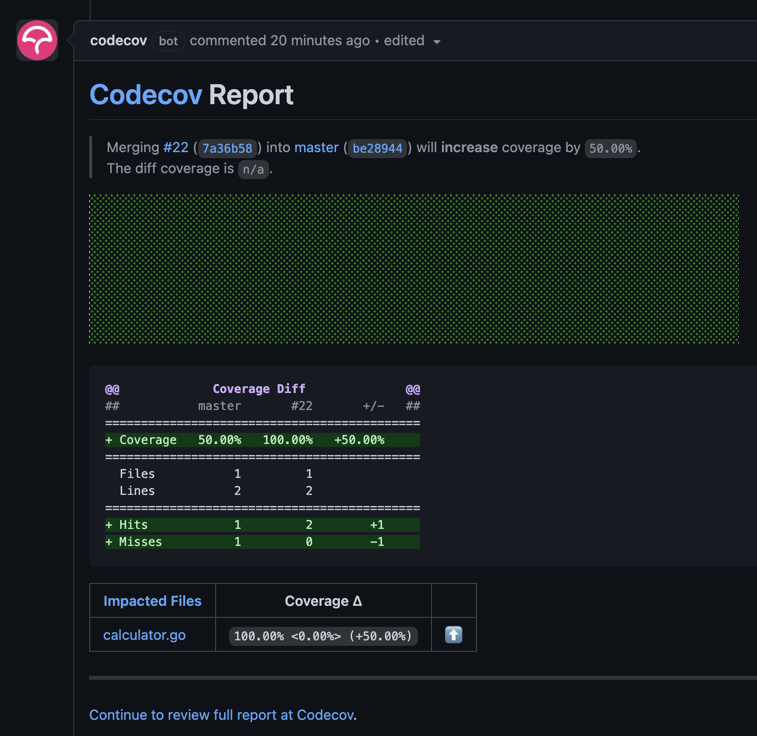 codecov bot commented 20 minutes ago • edited
Codecov Report
Merging #22 (7a36b58) into master (be28944) will increase coverage by 50.00%.
The diff coverage is n/a.
@@ Coverage Diff @@
## master #22 +/- ##
===========================================
+ Coverage 50.00% 100.00% +50.00%
===========================================
Files 1 1
Lines 2 2
===========================================
+ Hits 1 2 +1
+ Misses 1 0 -1
Impacted Files Coverage Δ
calculator.go 100.00% <0.00%> (+50.00%) ⬆
Continue to review full report at Codecov.